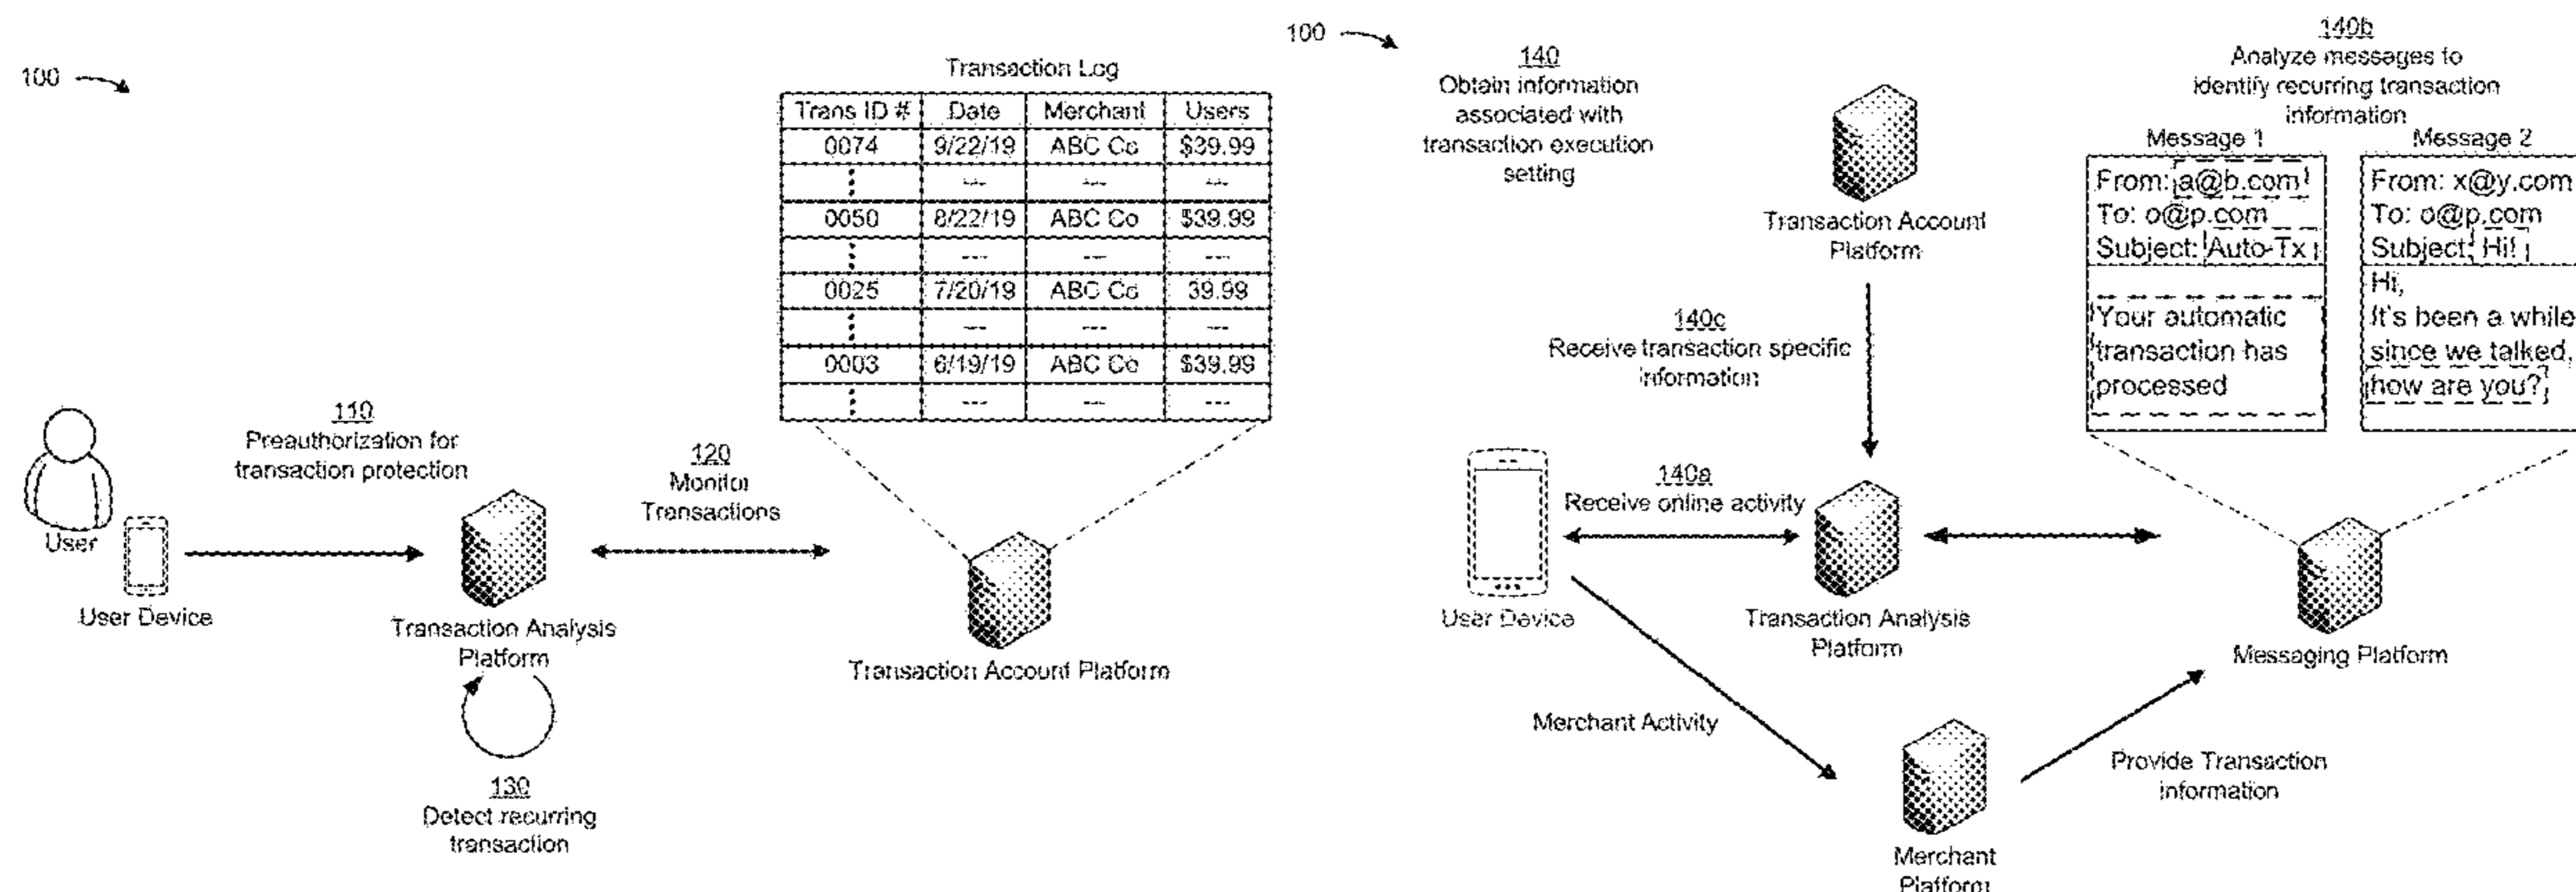 100
Transaction Log
Trans ID # Date Merchant Users
0074 9/22/19 ABC Co $39.99
--- --- ---
0050 8/22/19 ABC Co $39.99
--- --- ---
0025 7/20/19 ABC Co 39.99
--- --- ---
0003 6/19/19 ABC Co $39.99
--- --- ---
110
Preauthorization for
transaction protection
120
Monitor
Transactions
User
User Device
Transaction Analysis
Platform
Transaction Account Platform
130
Detect recurring
transaction
100
140
Obtain information
associated with
transaction execution
setting
Transaction Account
Platform
140b
Analyze messages to
identify recurring transaction
information
Message 1
From: a@b.com
To: o@p.com
Subject: Auto-Tx
Your automatic
transaction has
processed
Message 2
From: x@y.com
To: o@p.com
Subject: Hi!
Hi,
It's been a while
since we talked,
how are you?
140c
Receive transaction specific
information
140a
Receive online activity
User Device
Transaction Analysis
Platform
Messaging Platform
Merchant Activity
Provide Transaction
information
Merchant
Platform